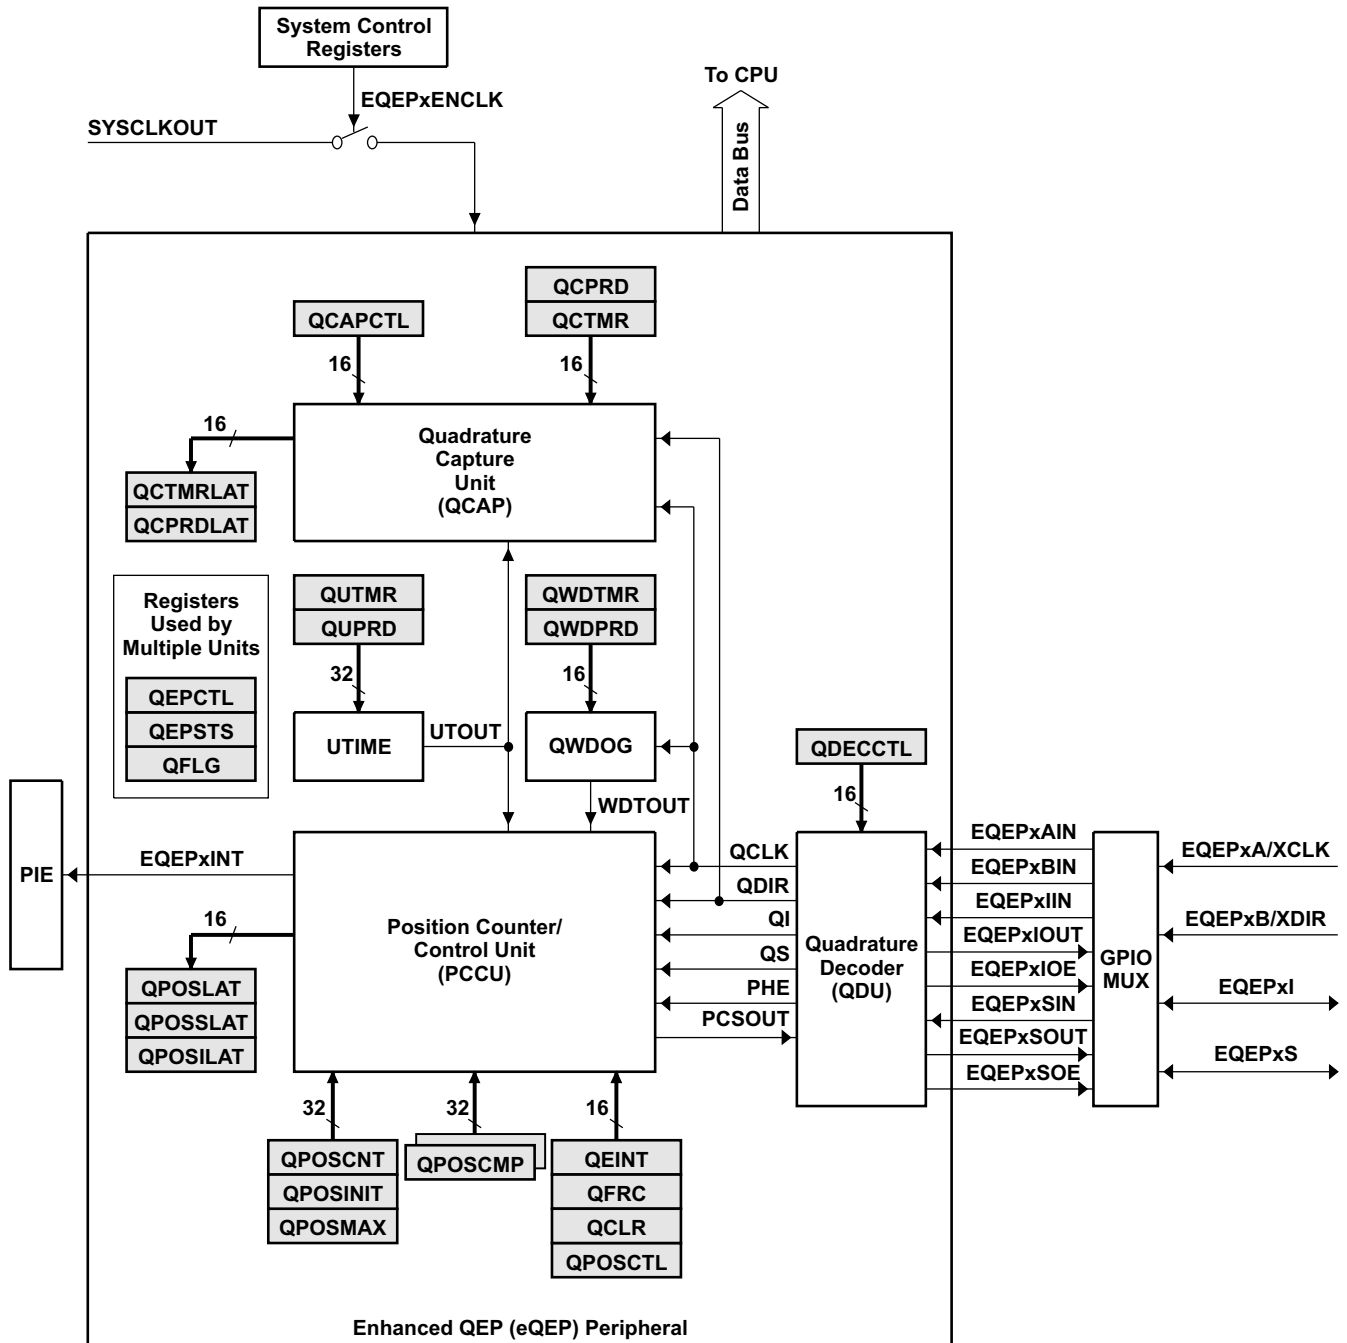 System Control
Registers
To CPU
EQEPxENCLK
SYSCLKOUT
Data Bus
QCPRD
QCAPCTL
QCTMR
16
16
16
Quadrature
Capture
Unit
(QCAP)
QCTMRLAT
QCPRDLAT
Registers
Used by
Multiple Units
QEPCTL
QEPSTS
QFLG
QUTMR
QUPRD
QWDTMR
QWDPRD
32
16
UTIME
UTOUT
QWDOG
QDECCTL
WDTOUT
16
PIE
EQEPxINT
16
Position Counter/
Control Unit
(PCCU)
QCLK
QDIR
QI
QS
PHE
PCSOUT
Quadrature
Decoder
(QDU)
EQEPxAIN
EQEPxBIN
EQEPxIIN
EQEPxIOUT
EQEPxIOE
EQEPxSIN
EQEPxSOUT
EQEPxSOE
GPIO
MUX
EQEPxA/XCLK
EQEPxB/XDIR
EQEPxI
EQEPxS
QPOSLAT
QPOSSLAT
QPOSILAT
32
32
16
QPOSCNT
QPOSINIT
QPOSMAX
QPOSCMP
QEINT
QFRC
QCLR
QPOSCTL
Enhanced QEP (eQEP) Peripheral